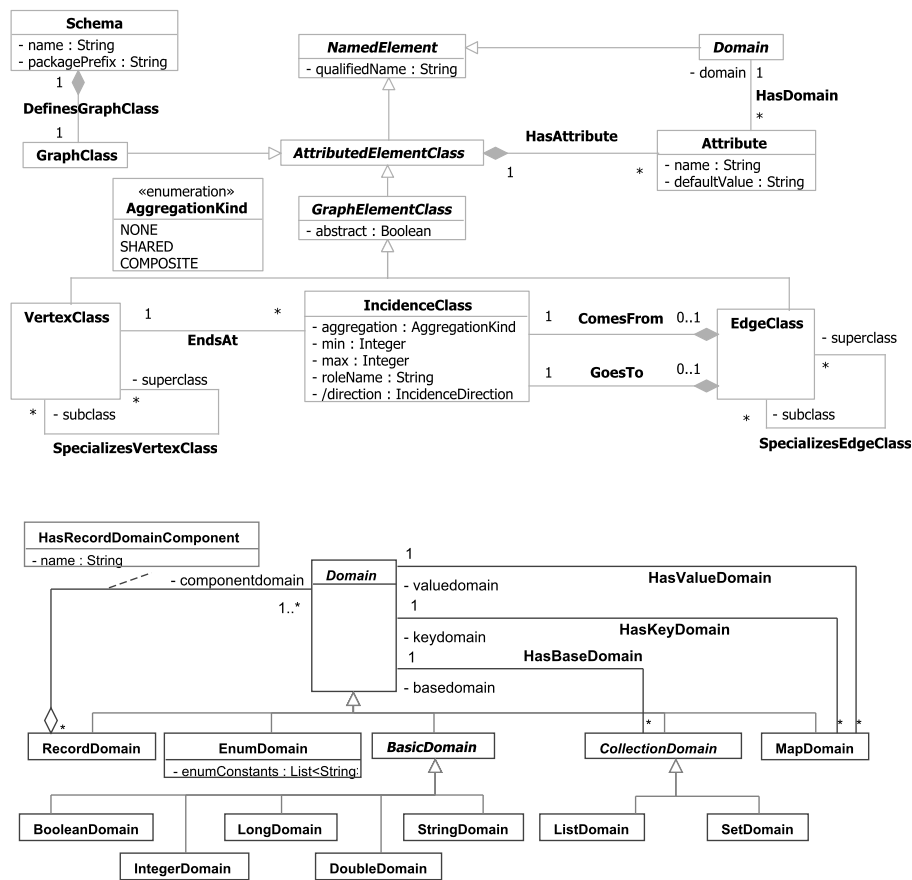 Schema
- name : String
- packagePrefix : String
NamedElement
- qualifiedName : String
Domain
- domain
1
HasDomain
*
1
DefinesGraphClass
1
GraphClass
AttributedElementClass
HasAttribute
1
*
Attribute
- name : String
- defaultValue : String
«enumeration»
AggregationKind
NONE
SHARED
COMPOSITE
GraphElementClass
- abstract : Boolean
VertexClass
1
*
EndsAt
IncidenceClass
- aggregation : AggregationKind
- min : Integer
- max : Integer
- roleName : String
- /direction : IncidenceDirection
1
ComesFrom
0..1
1
GoesTo
0..1
EdgeClass
- superclass
*
- subclass
*
SpecializesVertexClass
- superclass
*
- subclass
*
SpecializesEdgeClass
HasRecordDomainComponent
- name : String
- componentdomain
1..*
Domain
1
HasValueDomain
- valuedomain
1
HasKeyDomain
- keydomain
1
HasBaseDomain
- basedomain
*
*
*
*
RecordDomain
EnumDomain
- enumConstants : List<String>
BasicDomain
CollectionDomain
MapDomain
BooleanDomain
LongDomain
StringDomain
ListDomain
SetDomain
IntegerDomain
DoubleDomain